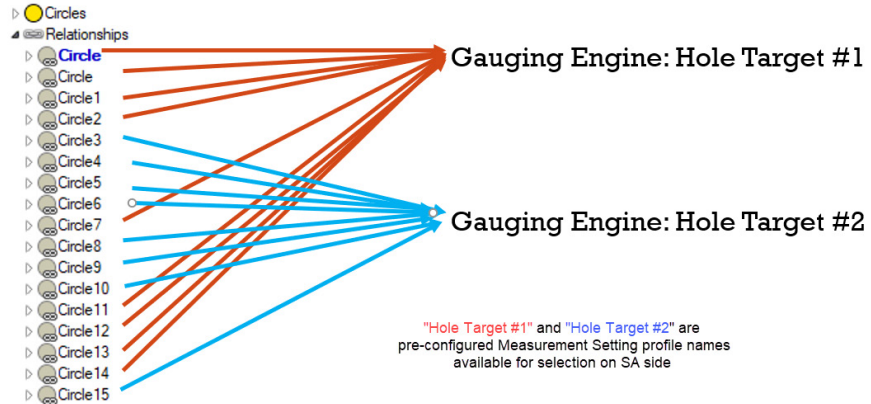 Circles
Relationships
Circle
Circle
Circle1
Circle2
Circle3
Circle4
Circle5
Circle6
Circle7
Circle8
Circle9
Circle10
Circle11
Circle12
Circle13
Circle14
Circle15
Gauging Engine: Hole Target #1
Gauging Engine: Hole Target #2
"Hole Target #1" and "Hole Target #2" are
pre-configured Measurement Setting profile names
available for selection on SA side